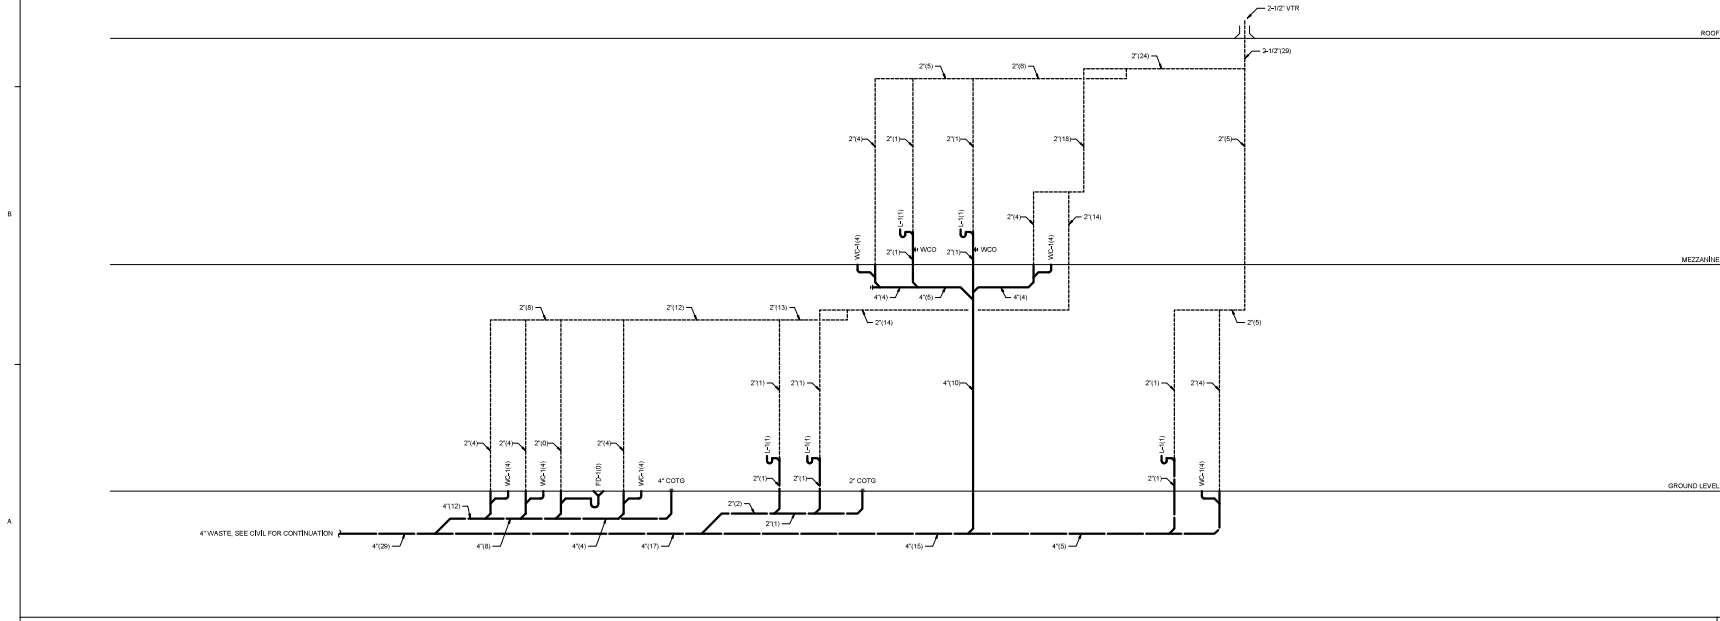 2-1/2" VTR
ROOF
2-1/2"(29)
2"(24)
2"(5)
2"(6)
2"(4)
2"(1)
2"(1)
2"(18)
2"(5)
B
L-1(1)
L-1(1)
2"(4)
2"(14)
WC-1(4)
2"(1)
WCO
2"(1)
WCO
WC-1(4)
MEZZANINE
4"(4)
4"(5)
4"(4)
2"(8)
2"(12)
2"(13)
2"(14)
2"(5)
2"(1)
2"(1)
4"(10)
2"(1)
2"(4)
2"(4)
2"(4)
2"(0)
2"(4)
L-1(1)
L-1(1)
L-1(1)
WC-1(4)
WC-1(4)
FD-1(0)
WC-1(4)
4" COTG
2"(1)
2"(1)
2" COTG
2"(1)
WC-1(4)
GROUND LEVEL
4"(12)
2"(2)
2"(1)
A
4" WASTE, SEE CIVIL FOR CONTINUATION
4"(29)
4"(8)
4"(4)
4"(17)
4"(15)
4"(5)